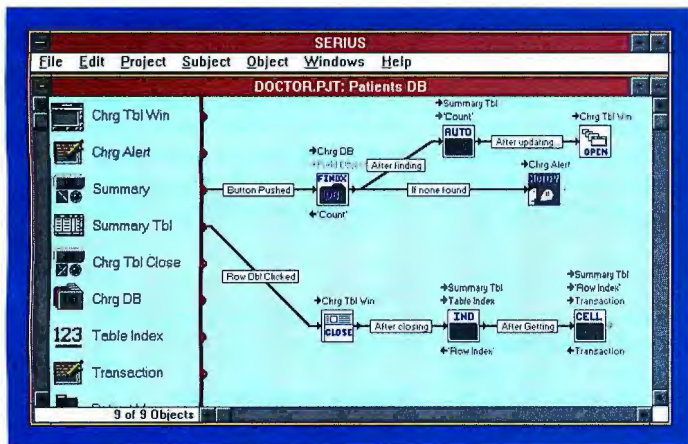 SERIUS
File Edit Project Subject Object Windows Help
DOCTOR.PJT: Patients DB
Chrg Tbl Win
Chrg Alert
Summary
Summary Tbl
Chrg Tbl Close
Chrg DB
123 Table Index
Transaction
9 of 9 Objects
Button Pushed
→Chrg DB
→Field Object
FINDX
DB
←'Count'
After finding
→Summary Tbl
→'Count'
AUTO
After updating...
→Chrg Tbl Win
OPEN
If none found
→Chrg Alert
Row Dbl Clicked
→Chrg Tbl Win
CLOSE
After closing
→Summary Tbl
→Table Index
IND
←'Row Index'
After Getting
→Summary Tbl
→'Row Index'
→Transaction
CELL
←Transaction